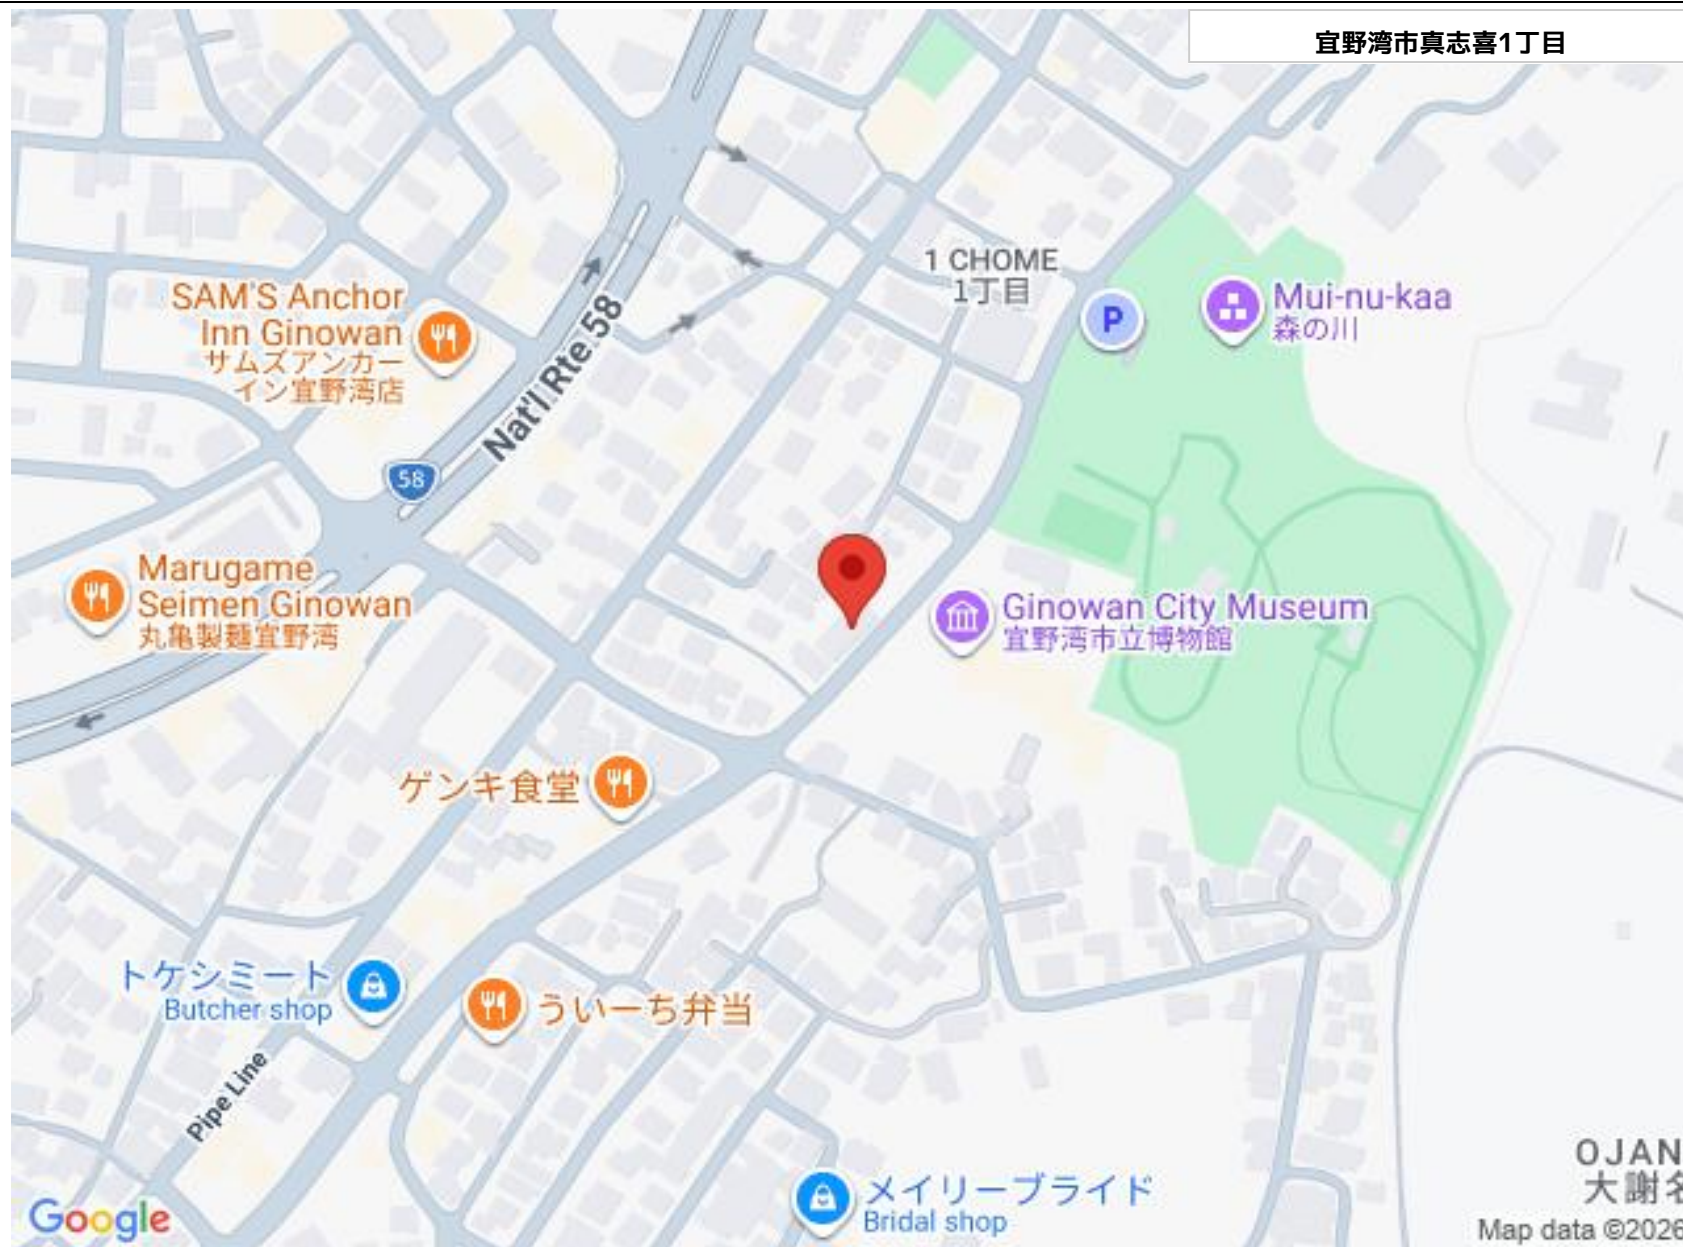 宜野湾市真志喜1丁目
1 CHOME
1丁目
P
Mui-nu-kaa
森の川
SAM'S Anchor
Inn Ginowan
サムズアンカー
イン宜野湾店
Nat'l Rte 58
58
Marugame
Seimen Ginowan
丸亀製麺宜野湾
Ginowan City Museum
宜野湾市立博物館
ゲンキ食堂
トケシミート
Butcher shop
ういーち弁当
Pipe Line
メイリーブライド
Bridal shop
OJAN
大謝名
Google
Map data ©2026